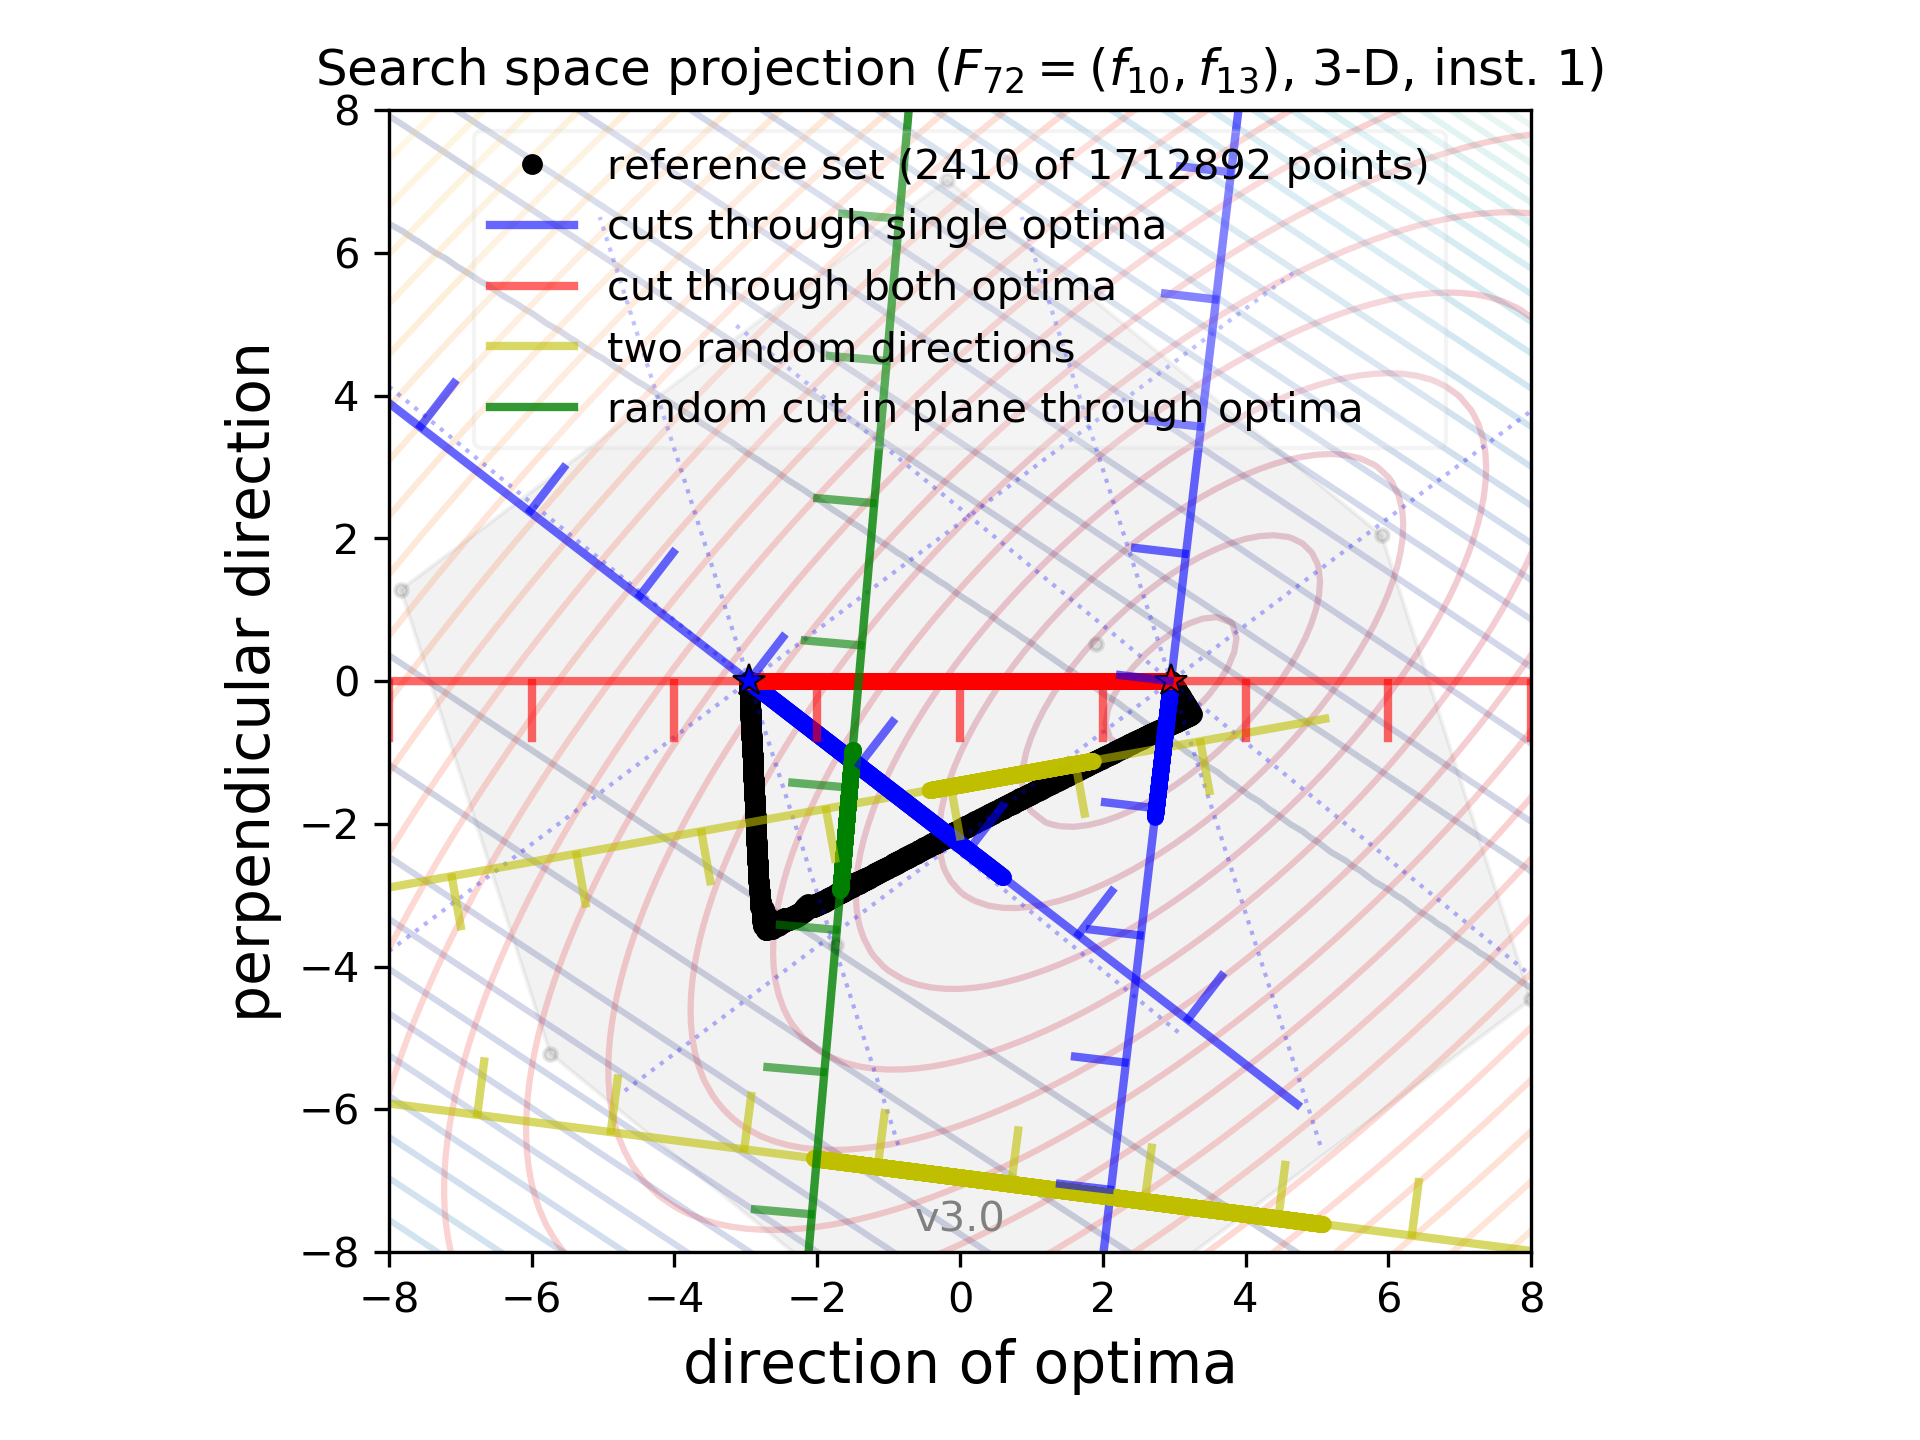 Search space projection (F₇₂ = (f₁₀, f₁₃), 3-D, inst. 1)
reference set (2410 of 1712892 points)
cuts through single optima
cut through both optima
two random directions
random cut in plane through optima
perpendicular direction
8
6
4
2
0
−2
−4
−6
−8
v3.0
−8 −6 −4 −2 0 2 4 6 8
direction of optima